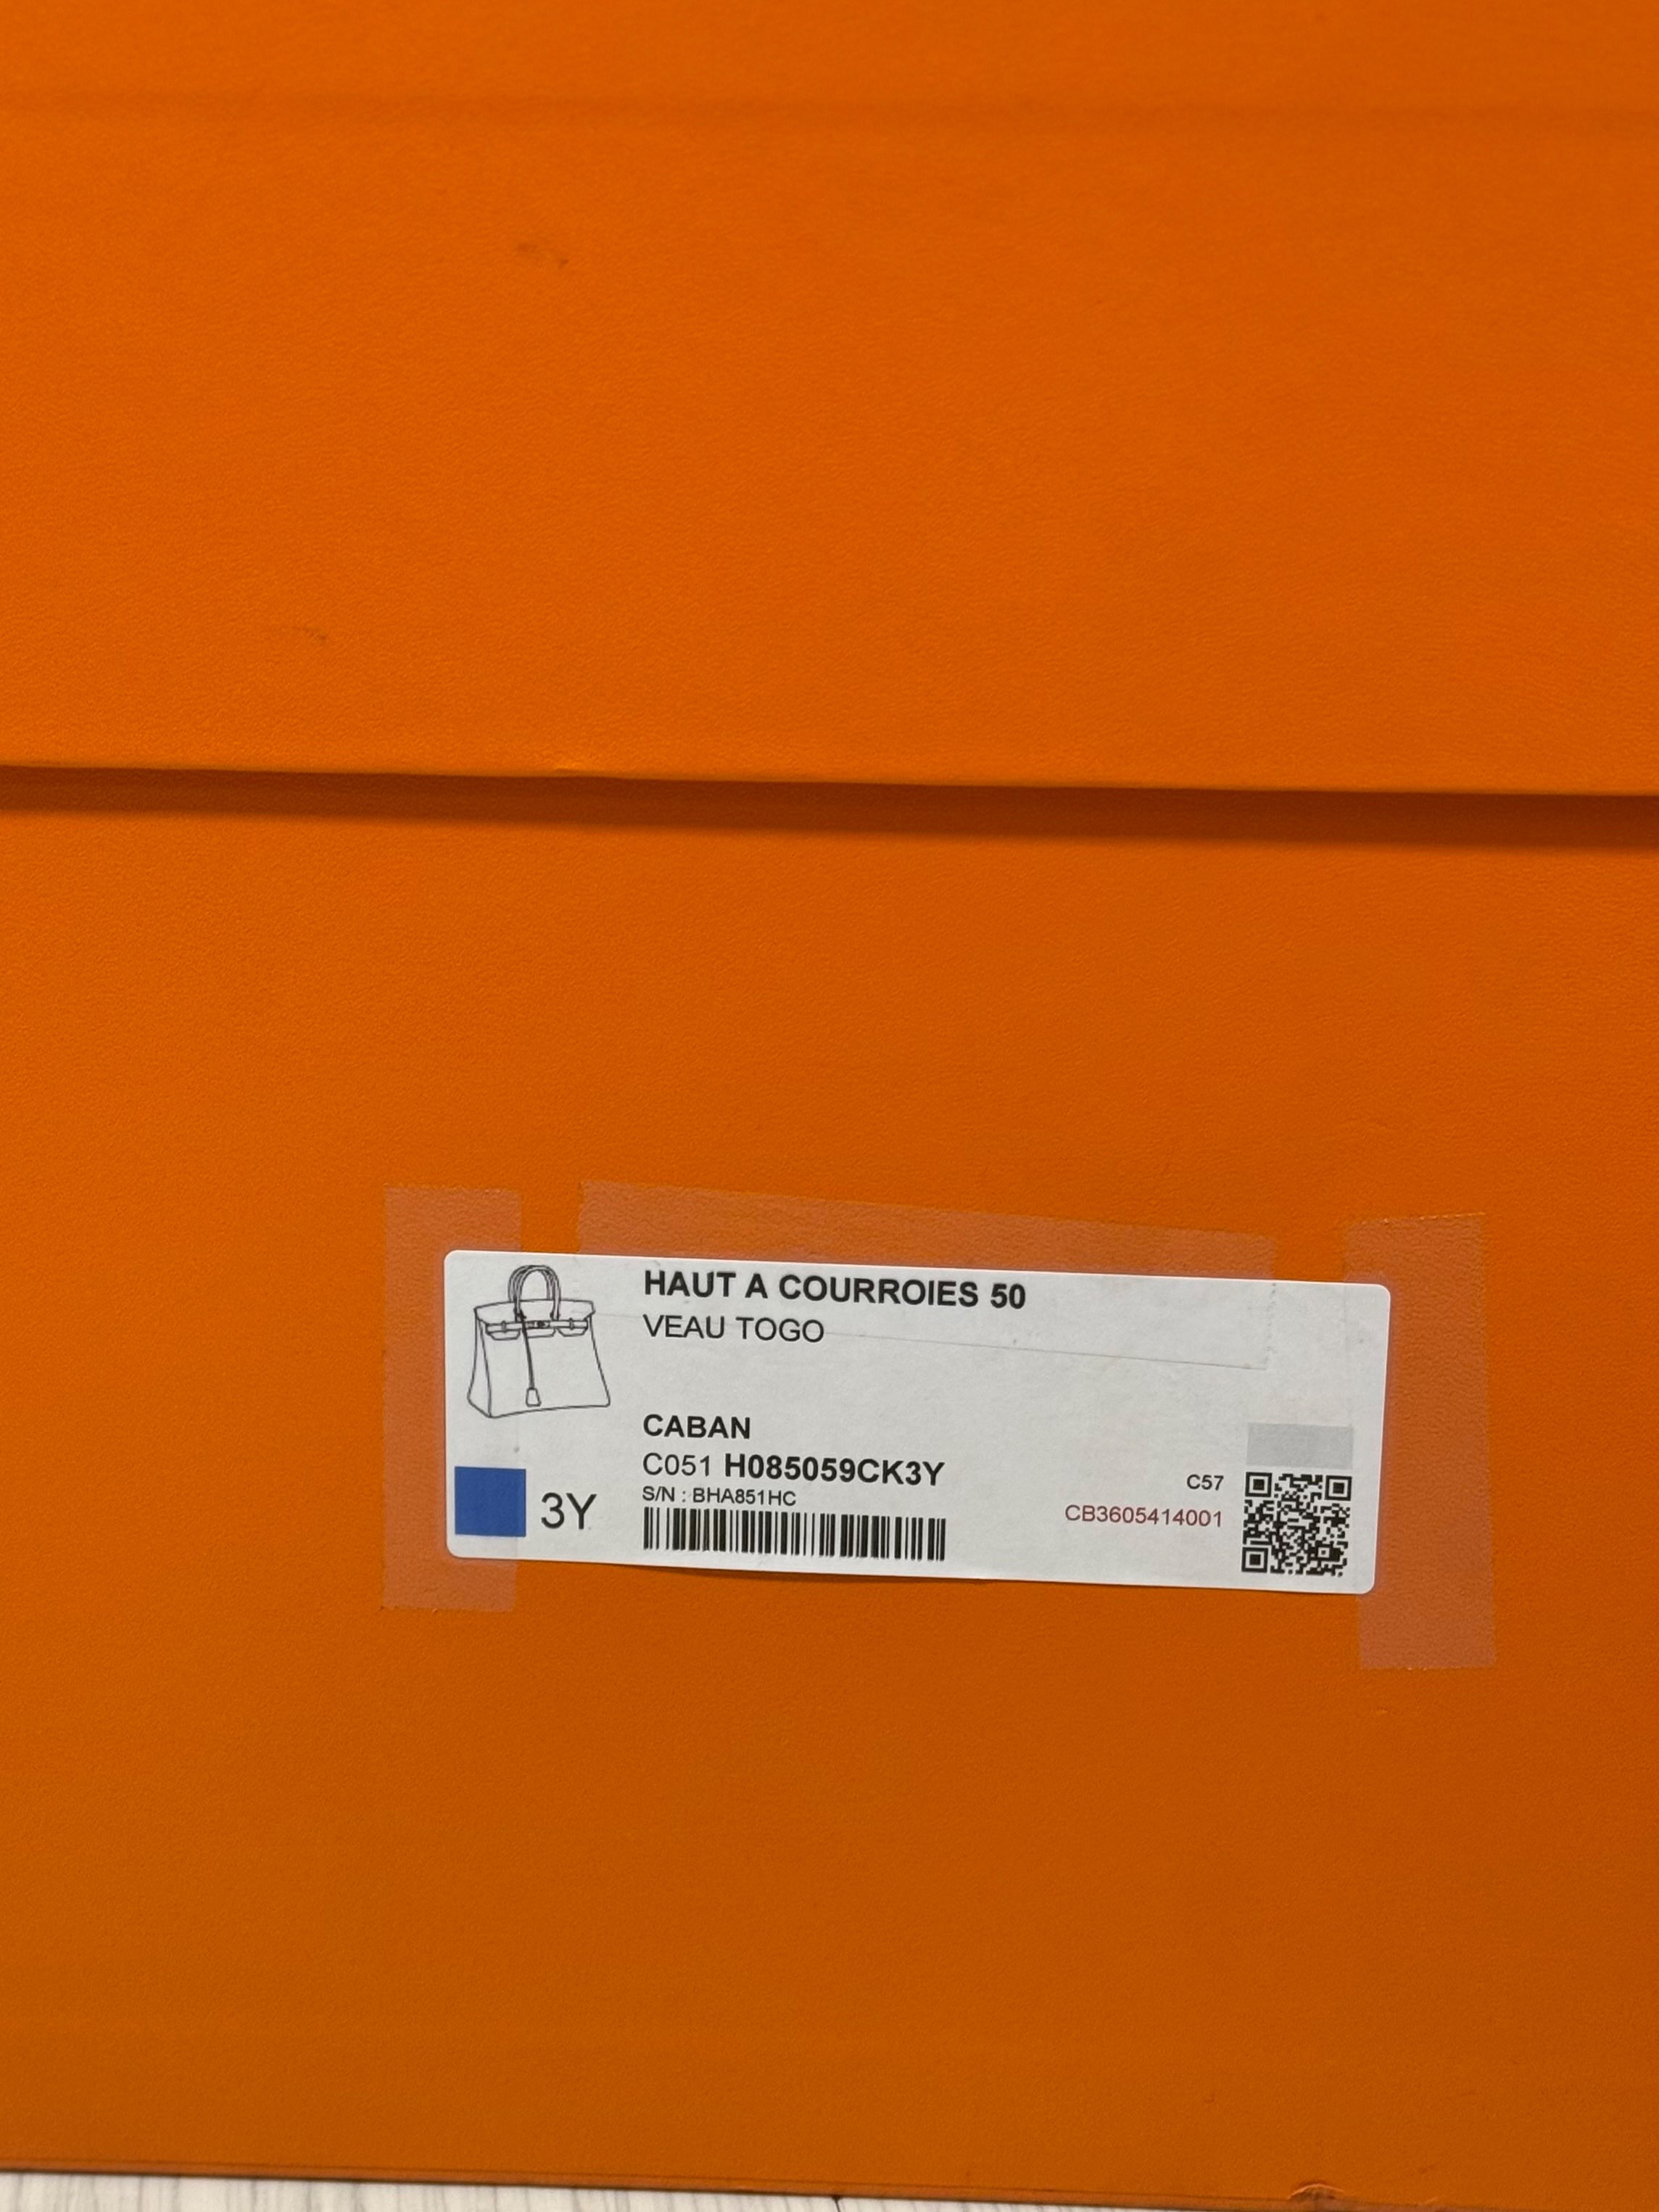 HAUT A COURROIES 50
VEAU TOGO
CABAN
C051 H085059CK3Y
S/N : BHA851HC
3Y
C57
CB3605414001